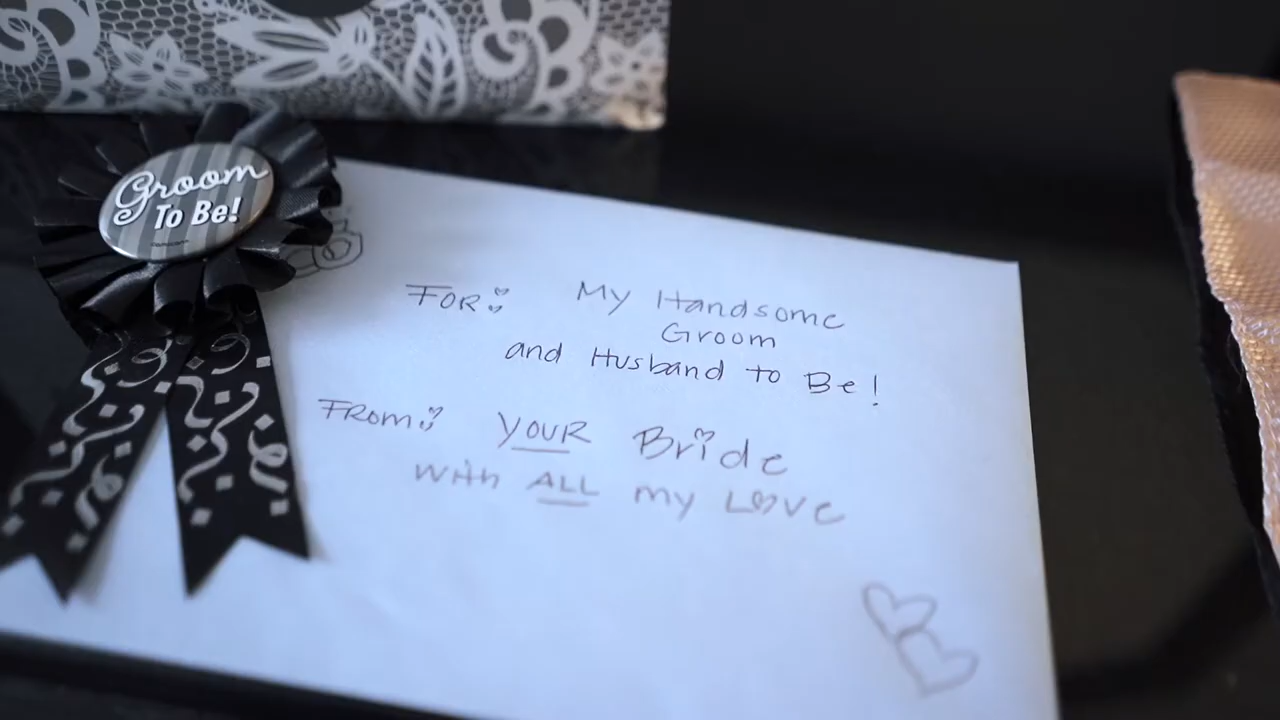 Groom
To Be!
FOR: My Handsome
Groom
and Husband to Be!
FROM: YOUR Bride
with ALL my LOVE